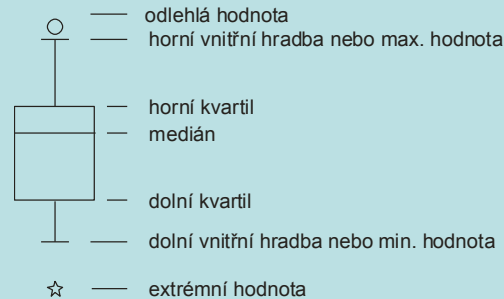 odlehlá hodnota
horní vnitřní hradba nebo max. hodnota
horní kvartil
medián
dolní kvartil
dolní vnitřní hradba nebo min. hodnota
extrémní hodnota